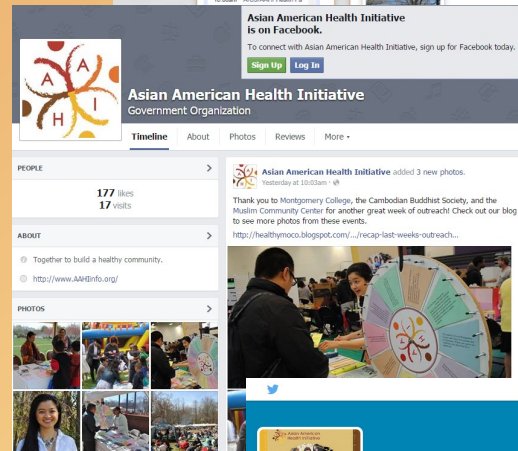 Asian American Health Initiative
is on Facebook.
To connect with Asian American Health Initiative, sign up for Facebook today.
Sign Up Log In
A A
H I
Asian American Health Initiative
Government Organization
Timeline About Photos Reviews More
PEOPLE
177 likes
17 visits
ABOUT
Together to build a healthy community.
http://www.AAHIinfo.org/
PHOTOS
Asian American Health Initiative added 3 new photos.
Yesterday at 10:03am
Thank you to Montgomery College, the Cambodian Buddhist Society, and the
Muslim Community Center for another great week of outreach! Check out our blog
to see more photos from these events.
http://healthymoco.blogspot.com/.../recap-last-weeks-outreach...
Asian American
Health Initiative